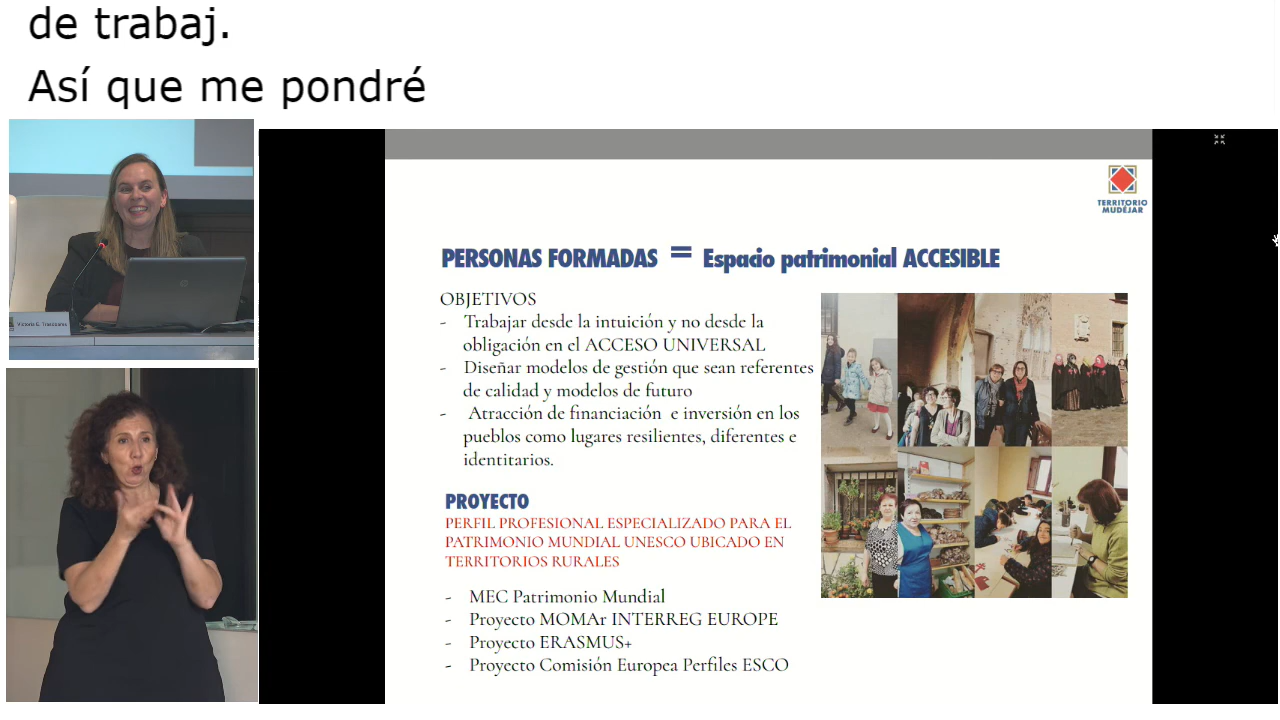 de trabaj.
Así que me pondré
TERRITORIO
MUDÉJAR
PERSONAS FORMADAS = Espacio patrimonial ACCESIBLE
OBJETIVOS
- Trabajar desde la intuición y no desde la
obligación en el ACCESO UNIVERSAL
- Diseñar modelos de gestión que sean referentes
de calidad y modelos de futuro
- Atracción de financiación e inversión en los
pueblos como lugares resilientes, diferentes e
identitarios.
PROYECTO
PERFIL PROFESIONAL ESPECIALIZADO PARA EL
PATRIMONIO MUNDIAL UNESCO UBICADO EN
TERRITORIOS RURALES
- MEC Patrimonio Mundial
- Proyecto MOMAr INTERREG EUROPE
- Proyecto ERASMUS+
- Proyecto Comisión Europea Perfiles ESCO